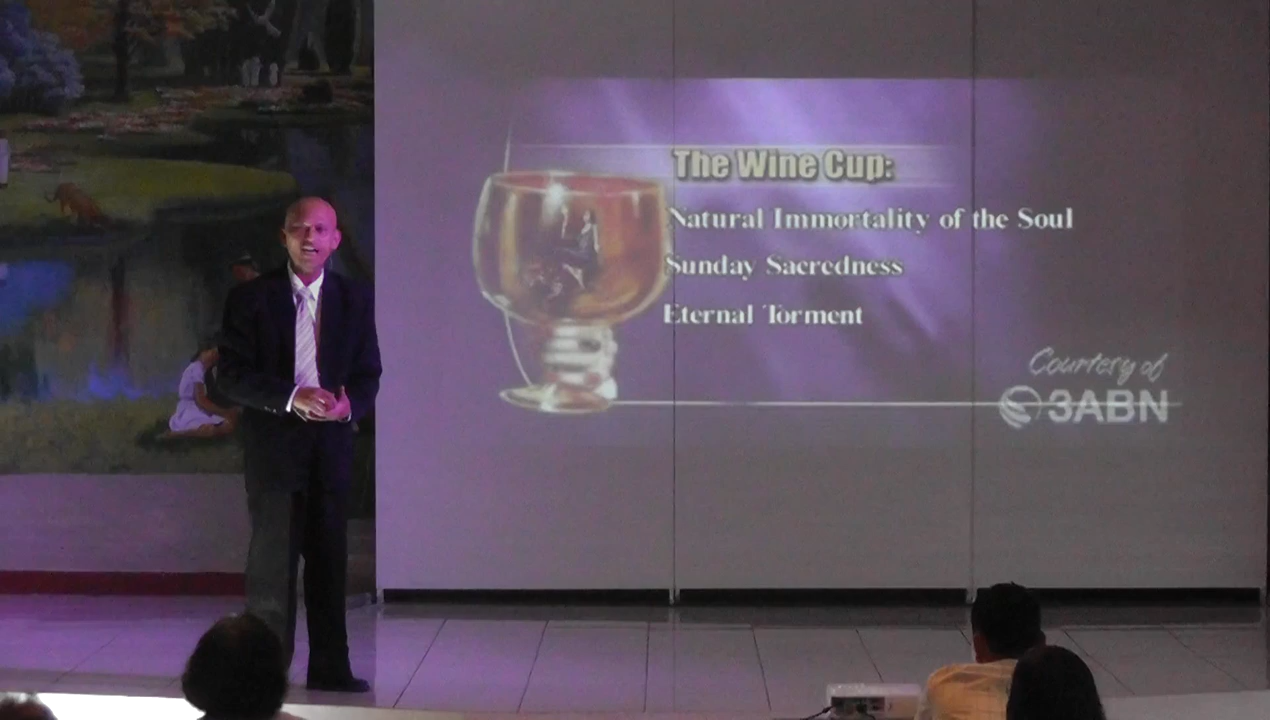 The Wine Cup:
Natural Immortality of the Soul
Sunday Sacredness
Eternal Torment
Courtesy of
3ABN